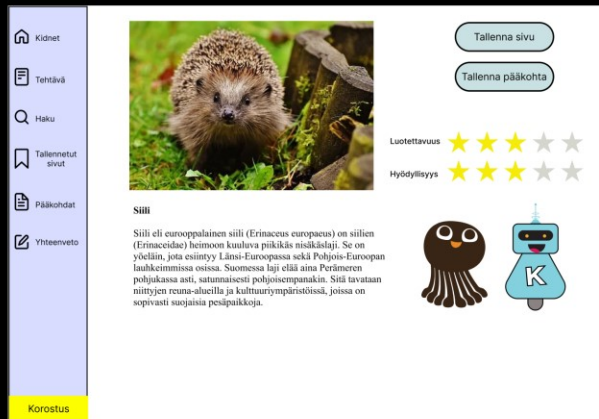 Kidnet
Tehtävä
Haku
Tallennetut
sivut
Pääkohdat
Yhteenveto
Korostus
Siili
Siili eli eurooppalainen siili (Erinaceus europaeus) on siilien
(Erinaceidae) heimoon kuuluva piikikäs nisäkäslaji. Se on
yöeläin, jota esiintyy Länsi-Euroopassa sekä Pohjois-Euroopan
lauhkeimmissa osissa. Suomessa laji elää aina Perämeren
pohjukassa asti, satunnaisesti pohjoisempanakin. Sitä tavataan
niittyjen reuna-alueilla ja kulttuuriympäristöissä, joissa on
sopivasti suojaisia pesäpaikkoja.
Tallenna sivu
Tallenna pääkohta
Luotettavuus
Hyödyllisyys
K